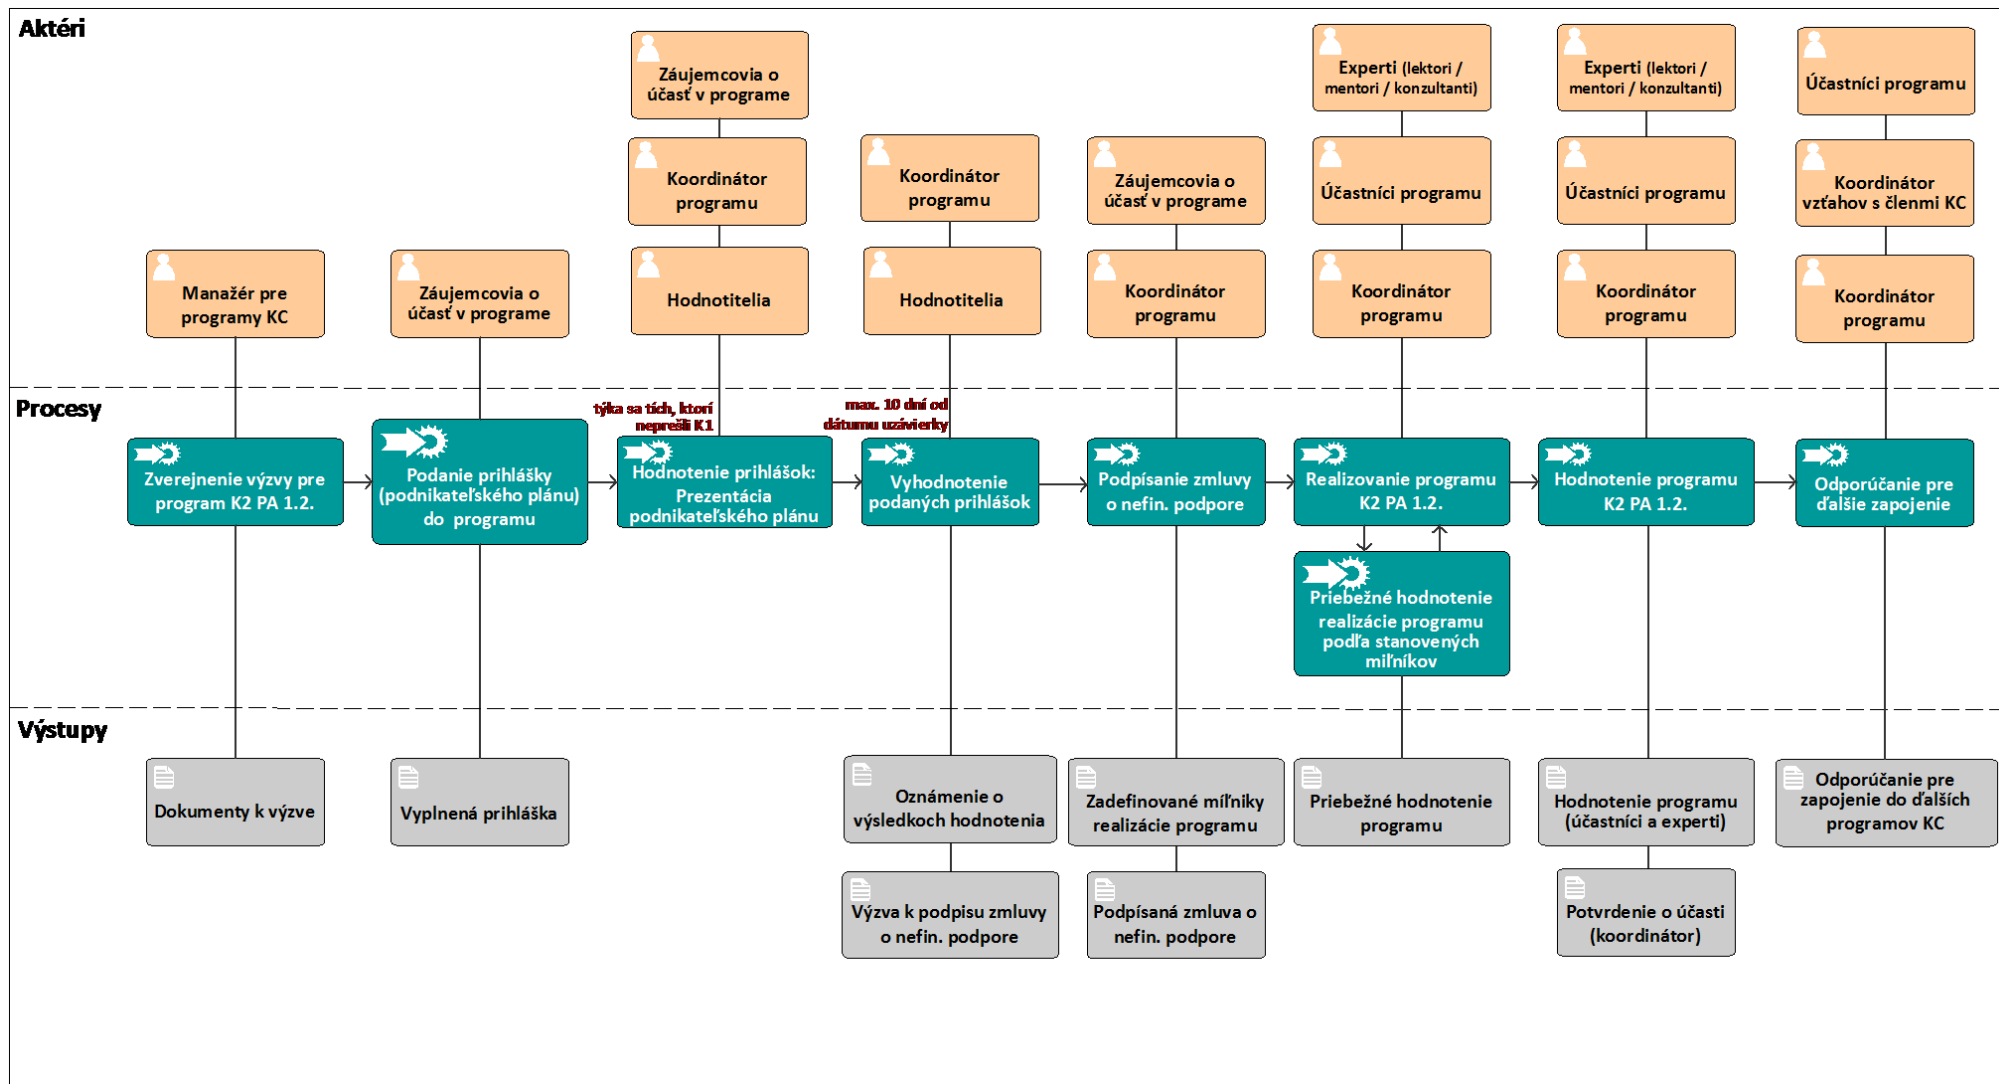 Aktéri
Záujemcovia o
účasť v programe
Koordinátor
programu
Hodnotitelia
Koordinátor
programu
Hodnotitelia
Záujemcovia o
účasť v programe
Koordinátor
programu
Experti (lektori /
mentori / konzultanti)
Účastníci programu
Koordinátor
programu
Experti (lektori /
mentori / konzultanti)
Účastníci programu
Koordinátor
programu
Účastníci programu
Koordinátor
vzťahov s členmi KC
Koordinátor
programu
Manažér pre
programy KC
Záujemcovia o
účasť v programe
Procesy
týka sa tích, ktorí
neprešli K1
max. 10 dní od
dátumu uzávierky
Zverejnenie výzvy pre
program K2 PA 1.2.
Podanie prihlášky
(podnikateľského plánu)
do programu
Hodnotenie prihlášok:
Prezentácia
podnikateľského plánu
Vyhodnotenie
podaných prihlášok
Podpísanie zmluvy
o nefin. podpore
Realizovanie programu
K2 PA 1.2.
Hodnotenie programu
K2 PA 1.2.
Odporúčanie pre
ďalšie zapojenie
Priebežné hodnotenie
realizácie programu
podľa stanovených
miľníkov
Výstupy
Dokumenty k výzve
Vyplnená prihláška
Oznámenie o
výsledkoch hodnotenia
Zadefinované míľniky
realizácie programu
Priebežné hodnotenie
programu
Hodnotenie programu
(účastníci a experti)
Odporúčanie pre
zapojenie do ďalších
programov KC
Výzva k podpisu zmluvy
o nefin. podpore
Podpísaná zmluva o
nefin. podpore
Potvrdenie o účasti
(koordinátor)